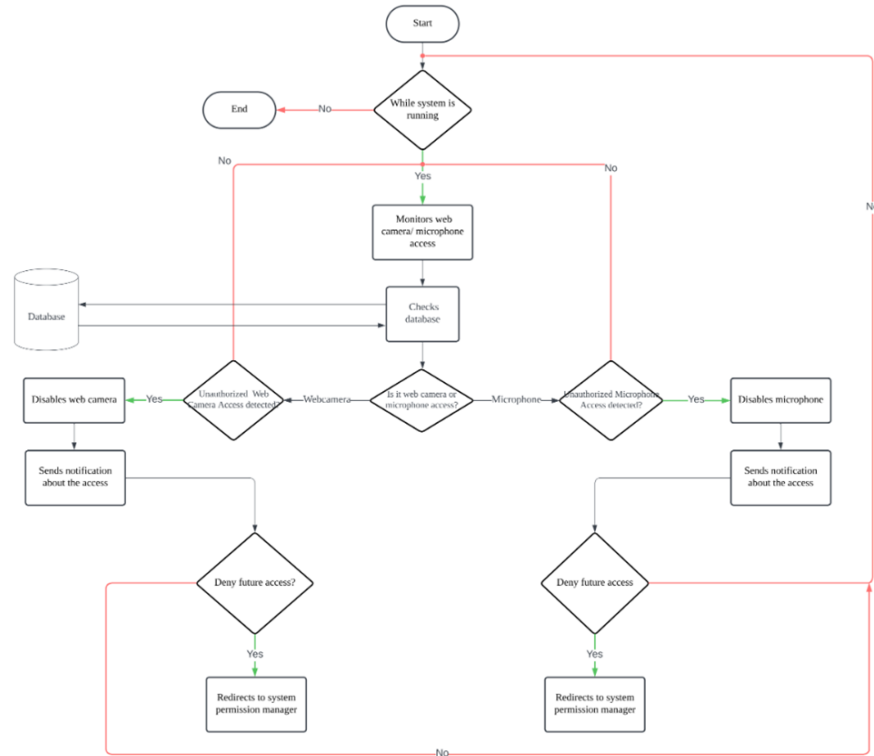 Start
While system is
running
No
End
No
Yes
No
Monitors web
camera/ microphone
access
Checks
database
Database
Disables web camera
Yes
Unauthorized Web
Camera Access detected?
Webcamera
Is it web camera or
microphone access?
Microphone
Unauthorized Microphone
Access detected?
Yes
Disables microphone
Sends notification
about the access
Sends notification
about the access
Deny future access?
Deny future access
Yes
Yes
Redirects to system
permission manager
Redirects to system
permission manager
No